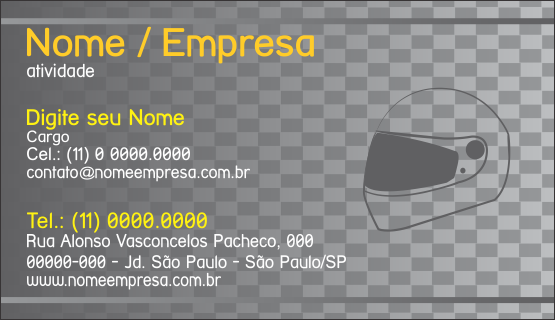 Nome / Empresa
atividade
Digite seu Nome
Cargo
Cel.: (11) 0 0000.0000
contato@nomeempresa.com.br
Tel.: (11) 0000.0000
Rua Alonso Vasconcelos Pacheco, 000
00000-000 - Jd. São Paulo - São Paulo/SP
www.nomeempresa.com.br